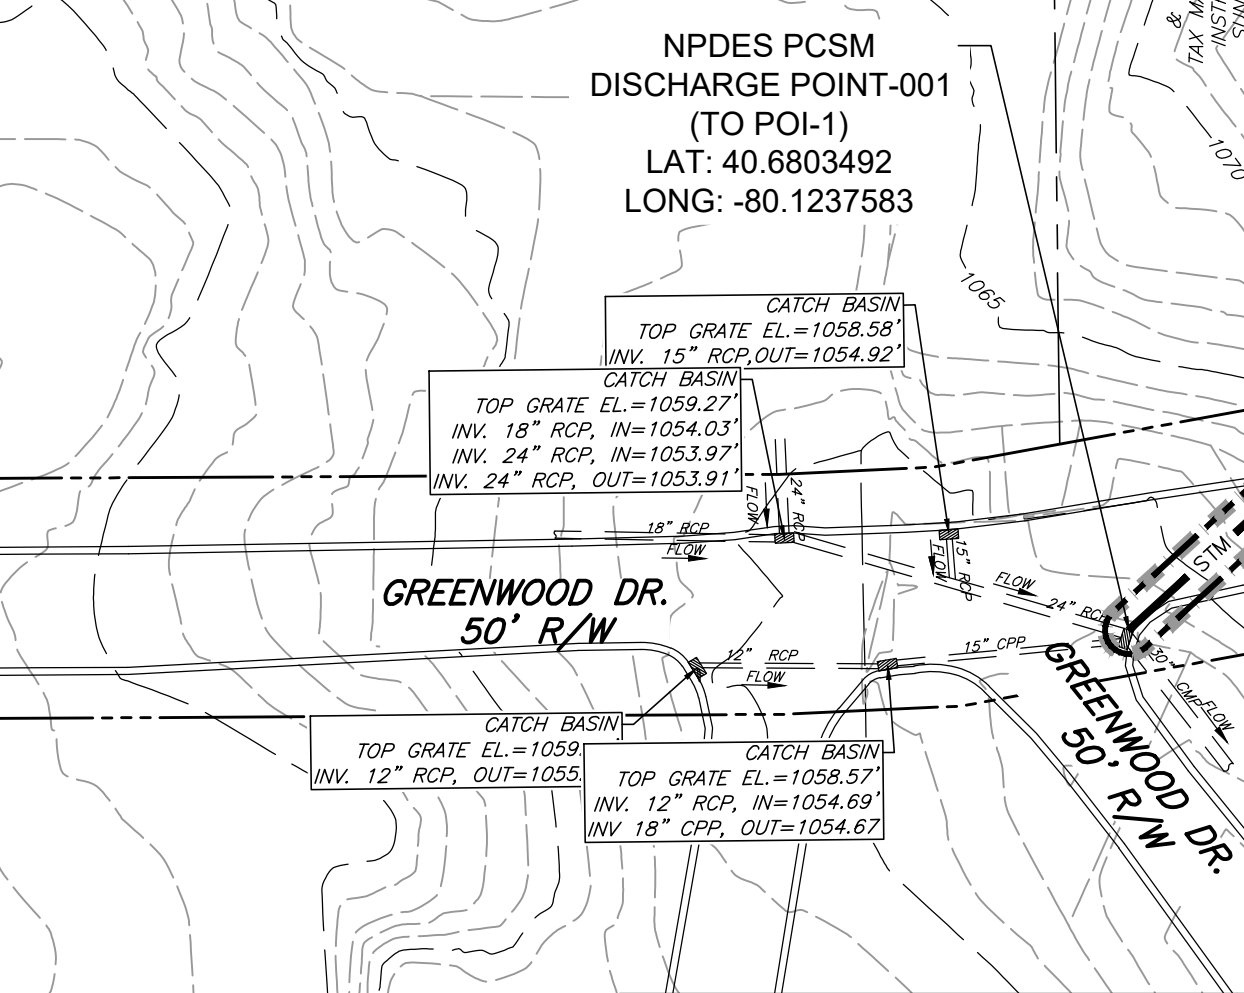 NPDES PCSM
DISCHARGE POINT-001
(TO POI-1)
LAT: 40.6803492
LONG: -80.1237583
&
TAX
INST
1070
1065
CATCH BASIN
TOP GRATE EL.=1058.58'
INV. 15" RCP,OUT=1054.92'
CATCH BASIN
TOP GRATE EL.=1059.27'
INV. 18" RCP, IN=1054.03'
INV. 24" RCP, IN=1053.97'
INV. 24" RCP, OUT=1053.91'
FLOW
24" RCP
18" RCP
FLOW
FLOW
15" RCP
FLOW
24" RCP
STM
GREENWOOD DR.
50' R/W
12" RCP
FLOW
15" CPP
30" CMP
FLOW
GREENWOOD DR.
50' R/W
CATCH BASIN
TOP GRATE EL.=1059.
INV. 12" RCP, OUT=1055.
CATCH BASIN
TOP GRATE EL.=1058.57'
INV. 12" RCP, IN=1054.69'
INV 18" CPP, OUT=1054.67